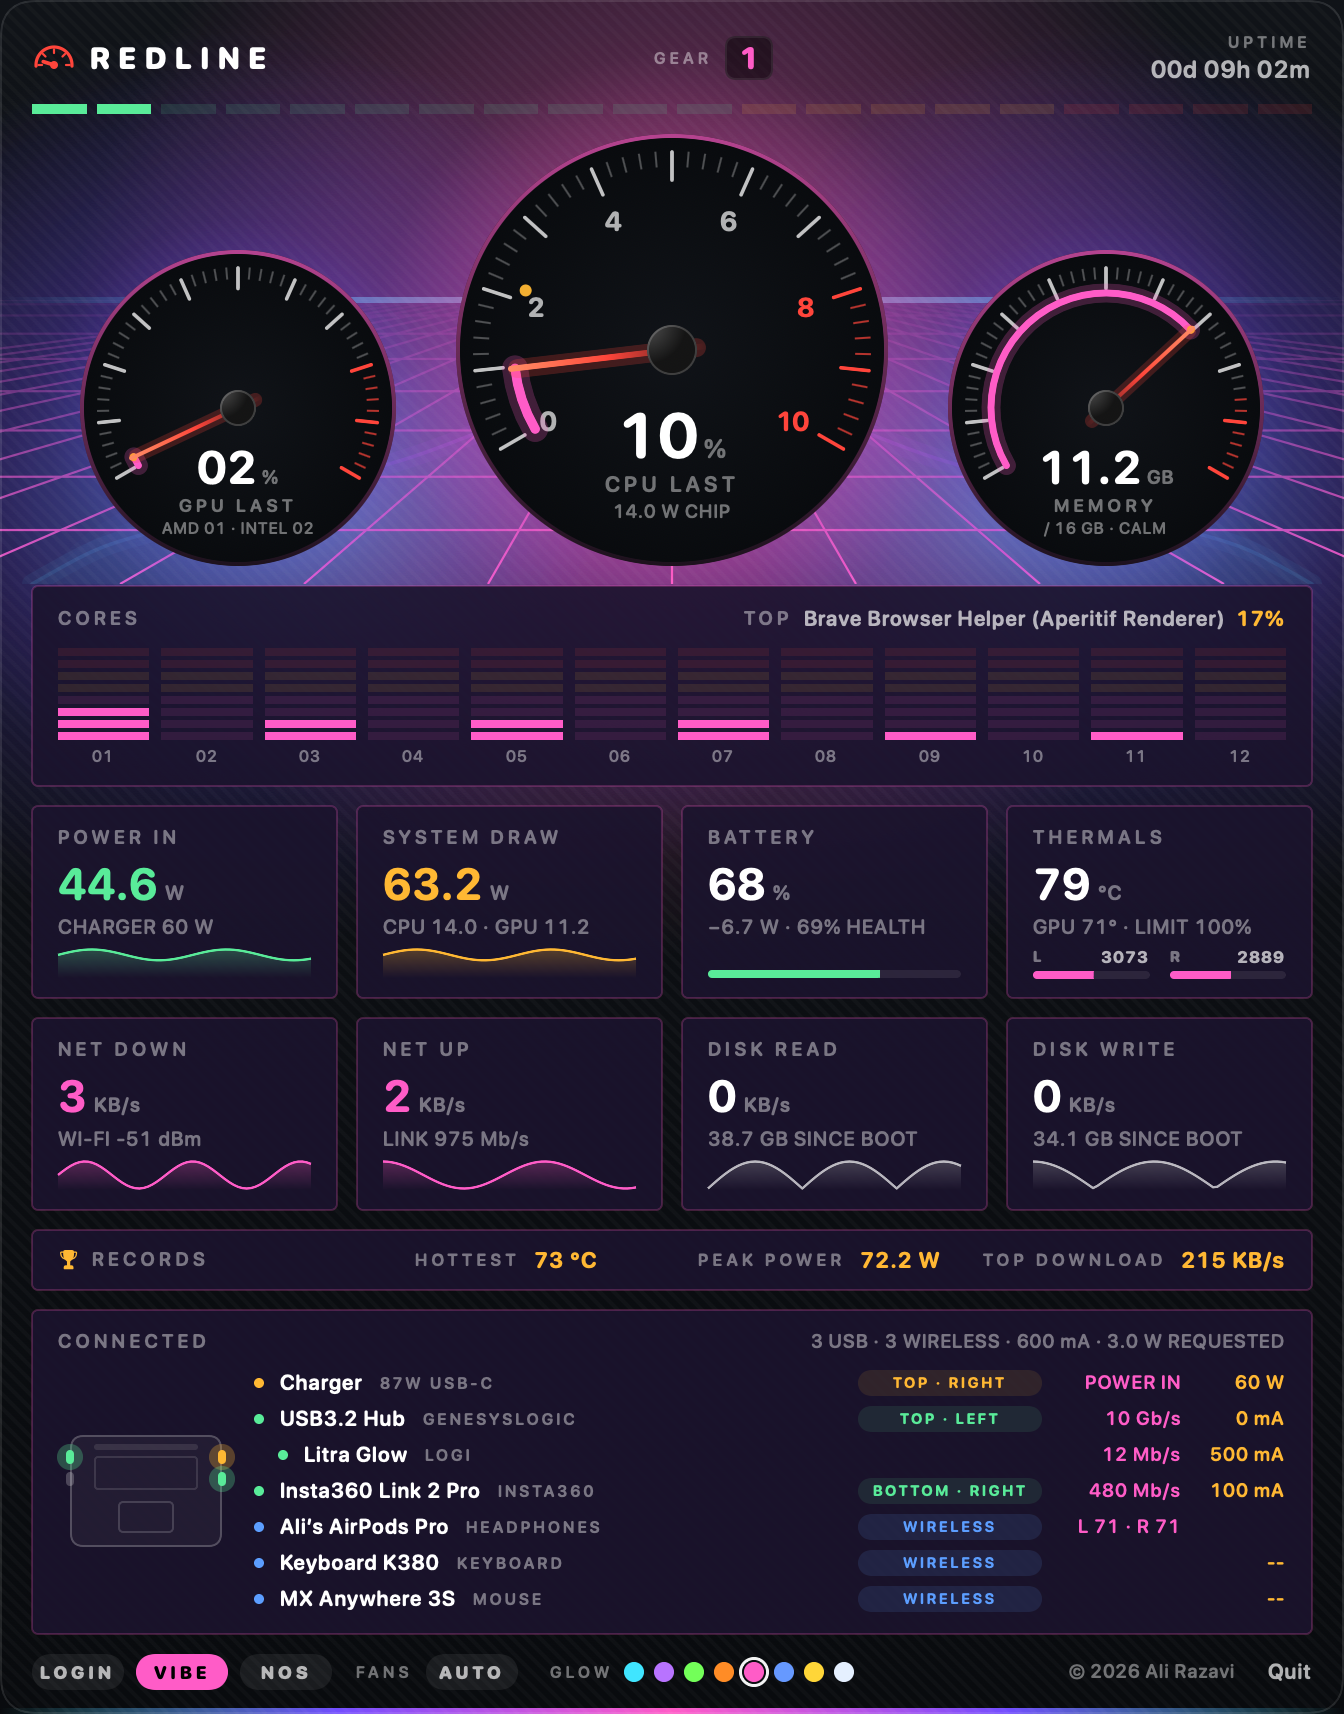 REDLINE
GEAR 1
UPTIME
00d 09h 02m
4 6
2 8
0 10
10 %
CPU LAST
14.0 W CHIP
02 %
GPU LAST
AMD 01 · INTEL 02
11.2 GB
MEMORY
/ 16 GB · CALM
CORES TOP Brave Browser Helper (Aperitif Renderer) 17%
01 02 03 04 05 06 07 08 09 10 11 12
POWER IN
44.6 W
CHARGER 60 W
SYSTEM DRAW
63.2 W
CPU 14.0 · GPU 11.2
BATTERY
68 %
−6.7 W · 69% HEALTH
THERMALS
79 °C
GPU 71° · LIMIT 100%
L 3073 R 2889
NET DOWN
3 KB/s
WI-FI -51 dBm
NET UP
2 KB/s
LINK 975 Mb/s
DISK READ
0 KB/s
38.7 GB SINCE BOOT
DISK WRITE
0 KB/s
34.1 GB SINCE BOOT
RECORDS HOTTEST 73 °C PEAK POWER 72.2 W TOP DOWNLOAD 215 KB/s
CONNECTED 3 USB · 3 WIRELESS · 600 mA · 3.0 W REQUESTED
Charger 87W USB-C TOP · RIGHT POWER IN 60 W
USB3.2 Hub GENESYSLOGIC TOP · LEFT 10 Gb/s 0 mA
Litra Glow LOGI 12 Mb/s 500 mA
Insta360 Link 2 Pro INSTA360 BOTTOM · RIGHT 480 Mb/s 100 mA
Ali's AirPods Pro HEADPHONES WIRELESS L 71 · R 71
Keyboard K380 KEYBOARD WIRELESS --
MX Anywhere 3S MOUSE WIRELESS --
LOGIN VIBE NOS FANS AUTO GLOW © 2026 Ali Razavi Quit